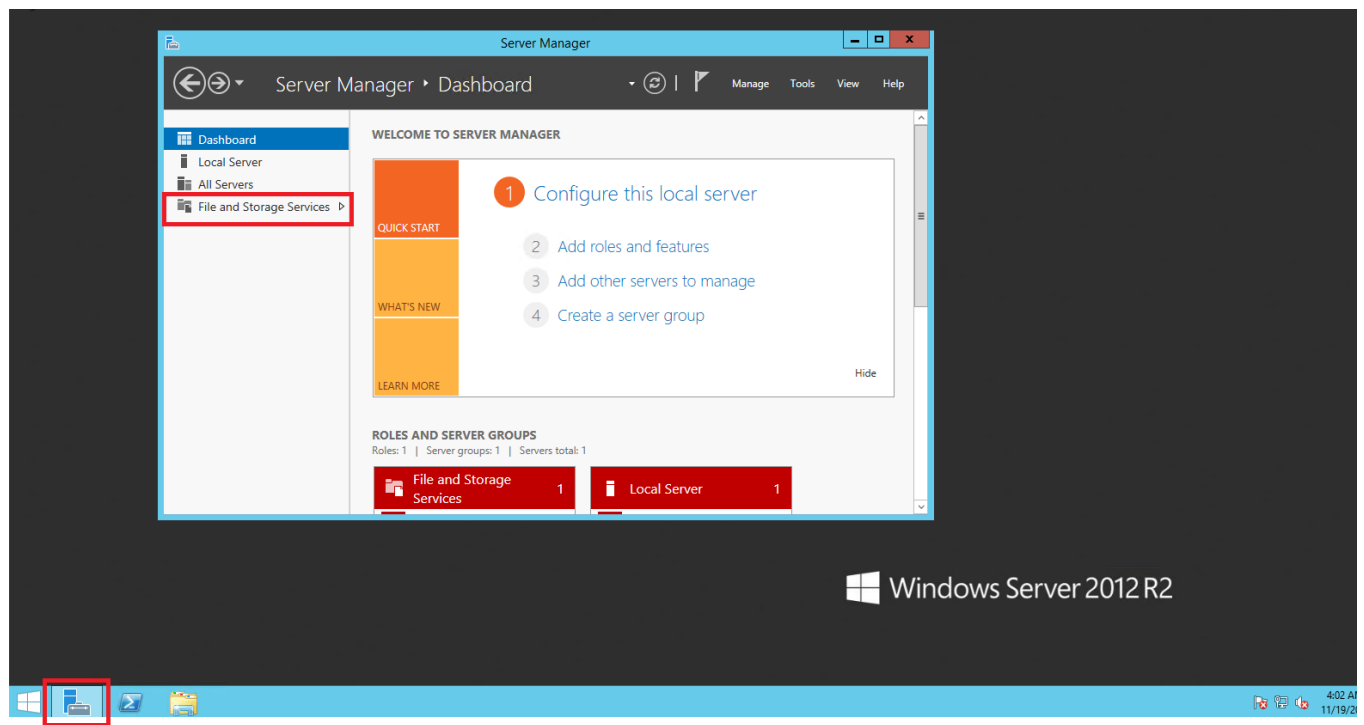 Server Manager
Server Manager • Dashboard
Manage Tools View Help
Dashboard
Local Server
All Servers
File and Storage Services
WELCOME TO SERVER MANAGER
QUICK START
WHAT'S NEW
LEARN MORE
1 Configure this local server
2 Add roles and features
3 Add other servers to manage
4 Create a server group
Hide
ROLES AND SERVER GROUPS
Roles: 1 | Server groups: 1 | Servers total: 1
File and Storage
Services
1
Local Server 1
Windows Server 2012 R2
4:02 AM